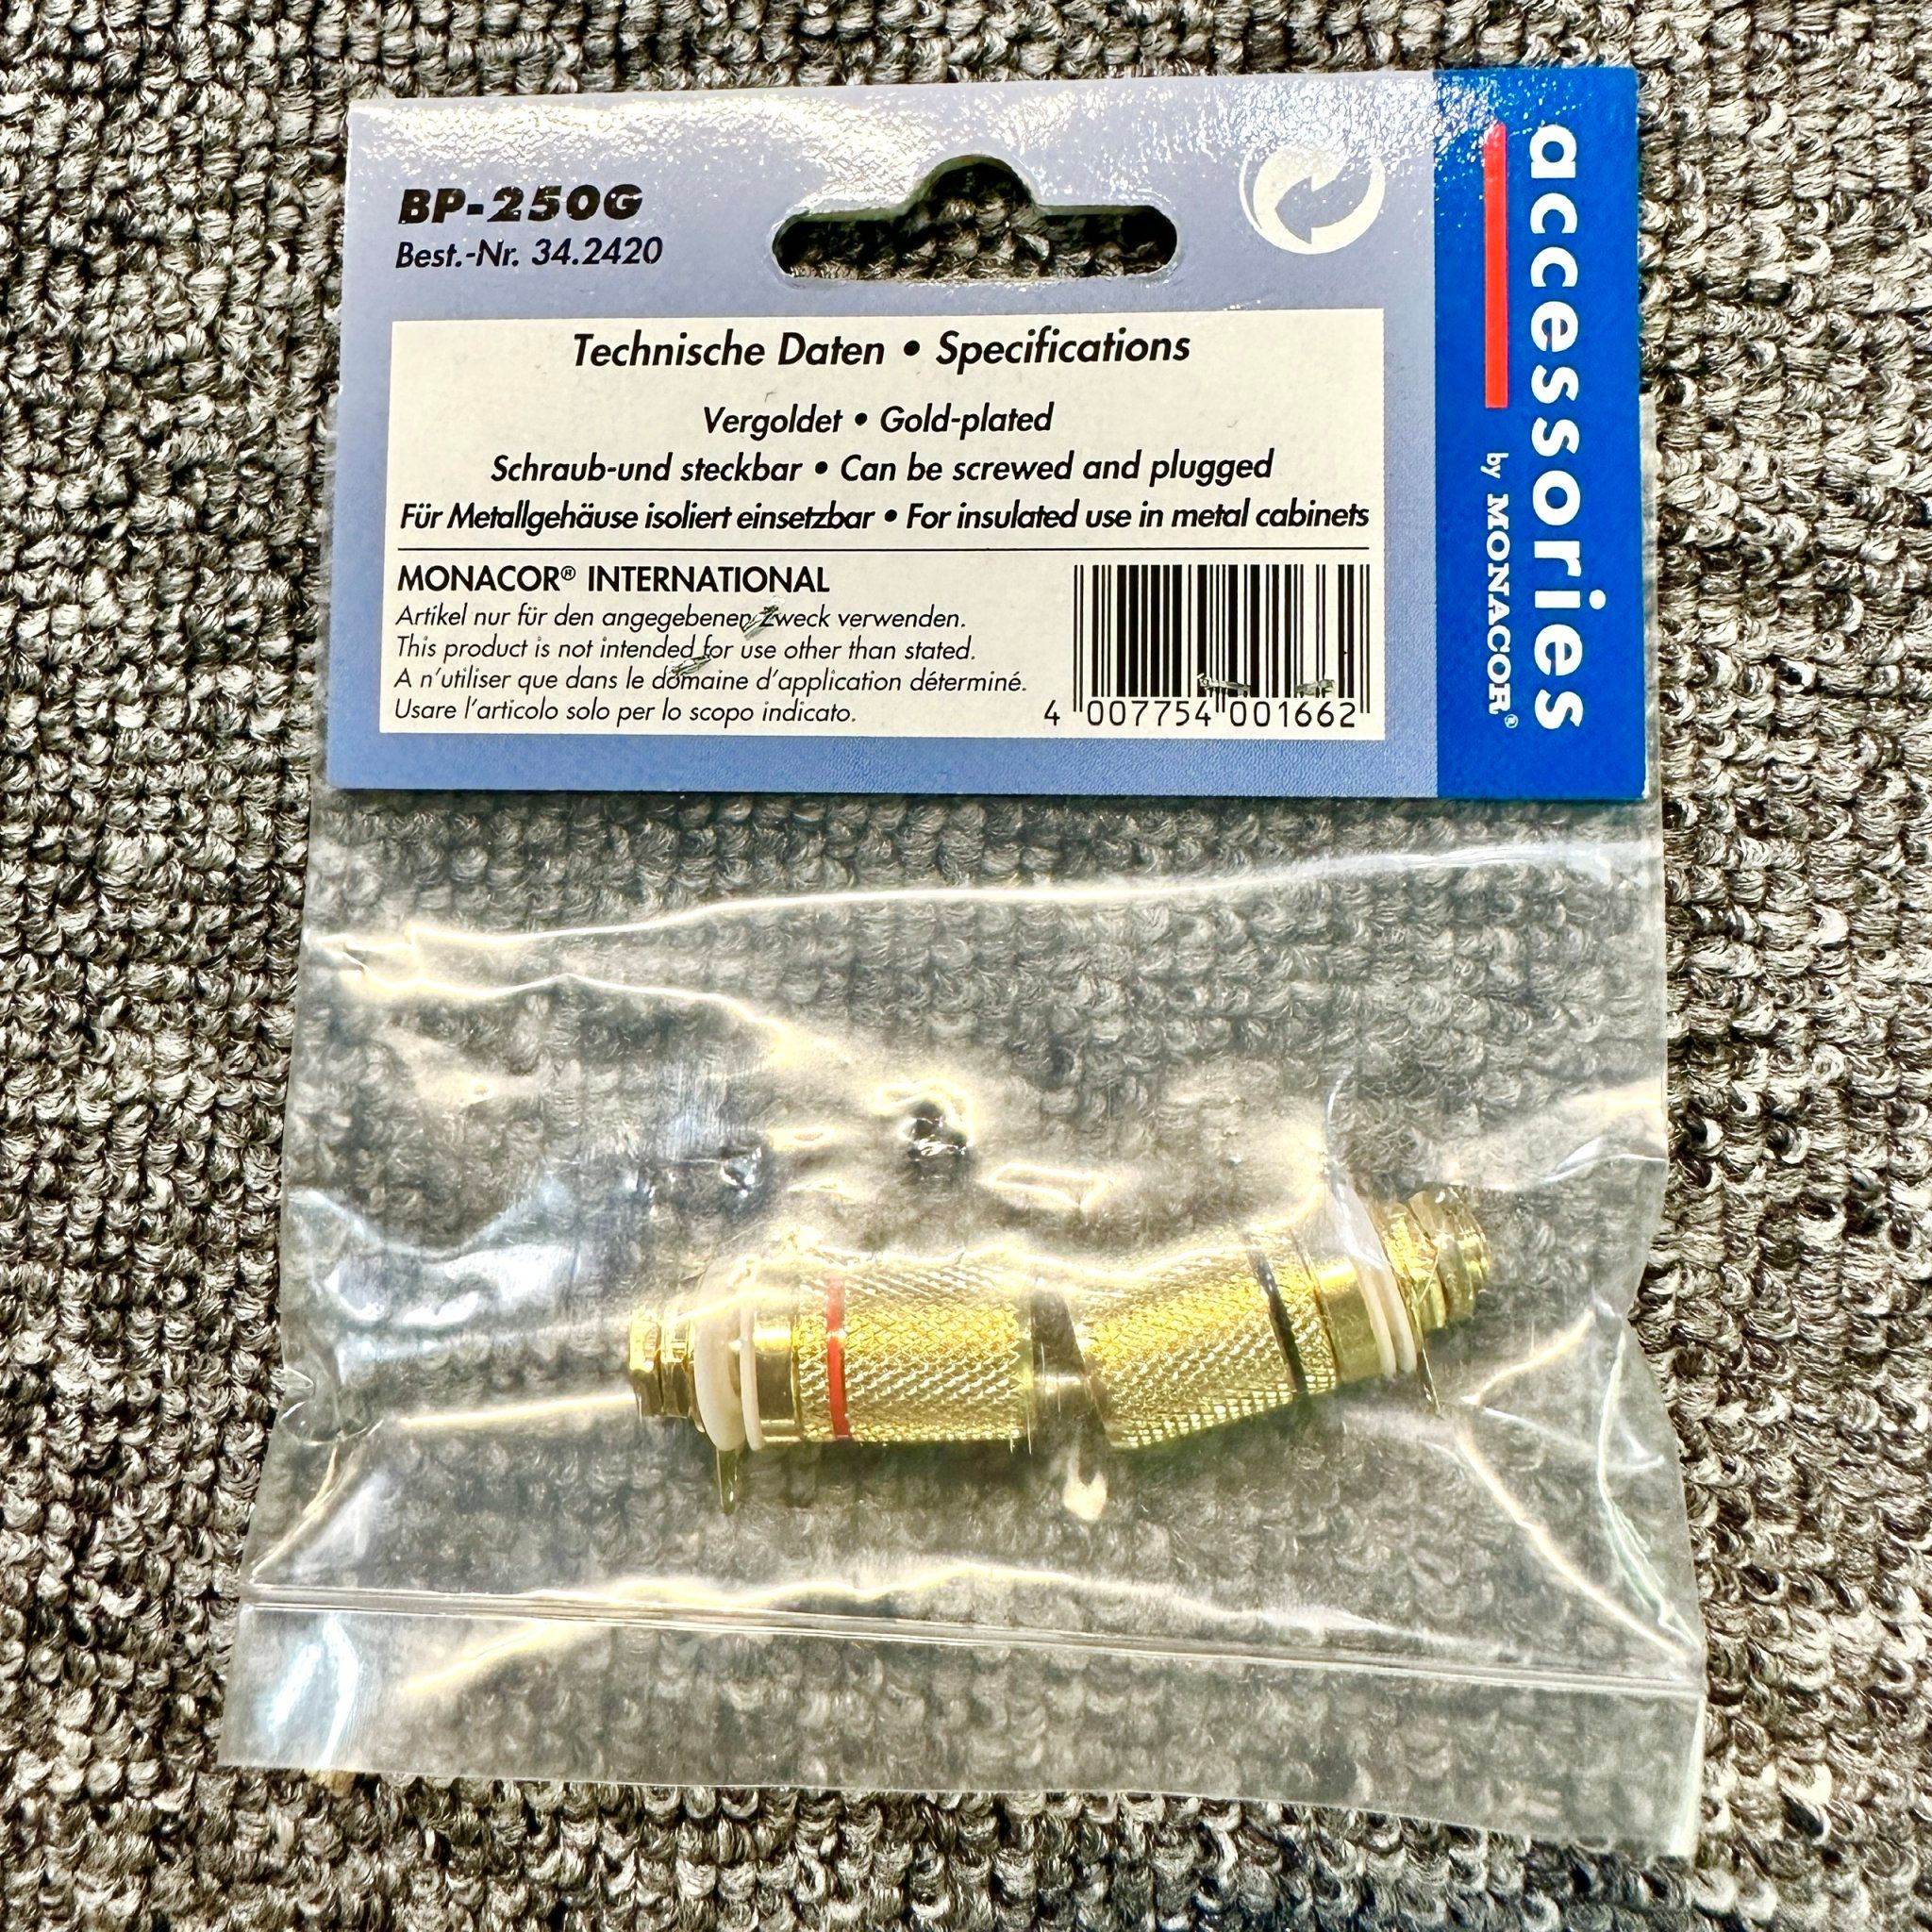 BP-250G
Best.-Nr. 34.2420
Technische Daten • Specifications
Vergoldet • Gold-plated
Schraub-und steckbar • Can be screwed and plugged
Für Metallgehäuse isoliert einsetzbar • For insulated use in metal cabinets
MONACOR® INTERNATIONAL
Artikel nur für den angegebenen Zweck verwenden.
This product is not intended for use other than stated.
A n'utiliser que dans le domaine d'application déterminé.
Usare l'articolo solo per lo scopo indicato.
4 007754 001662
accessories
by MONACOR®